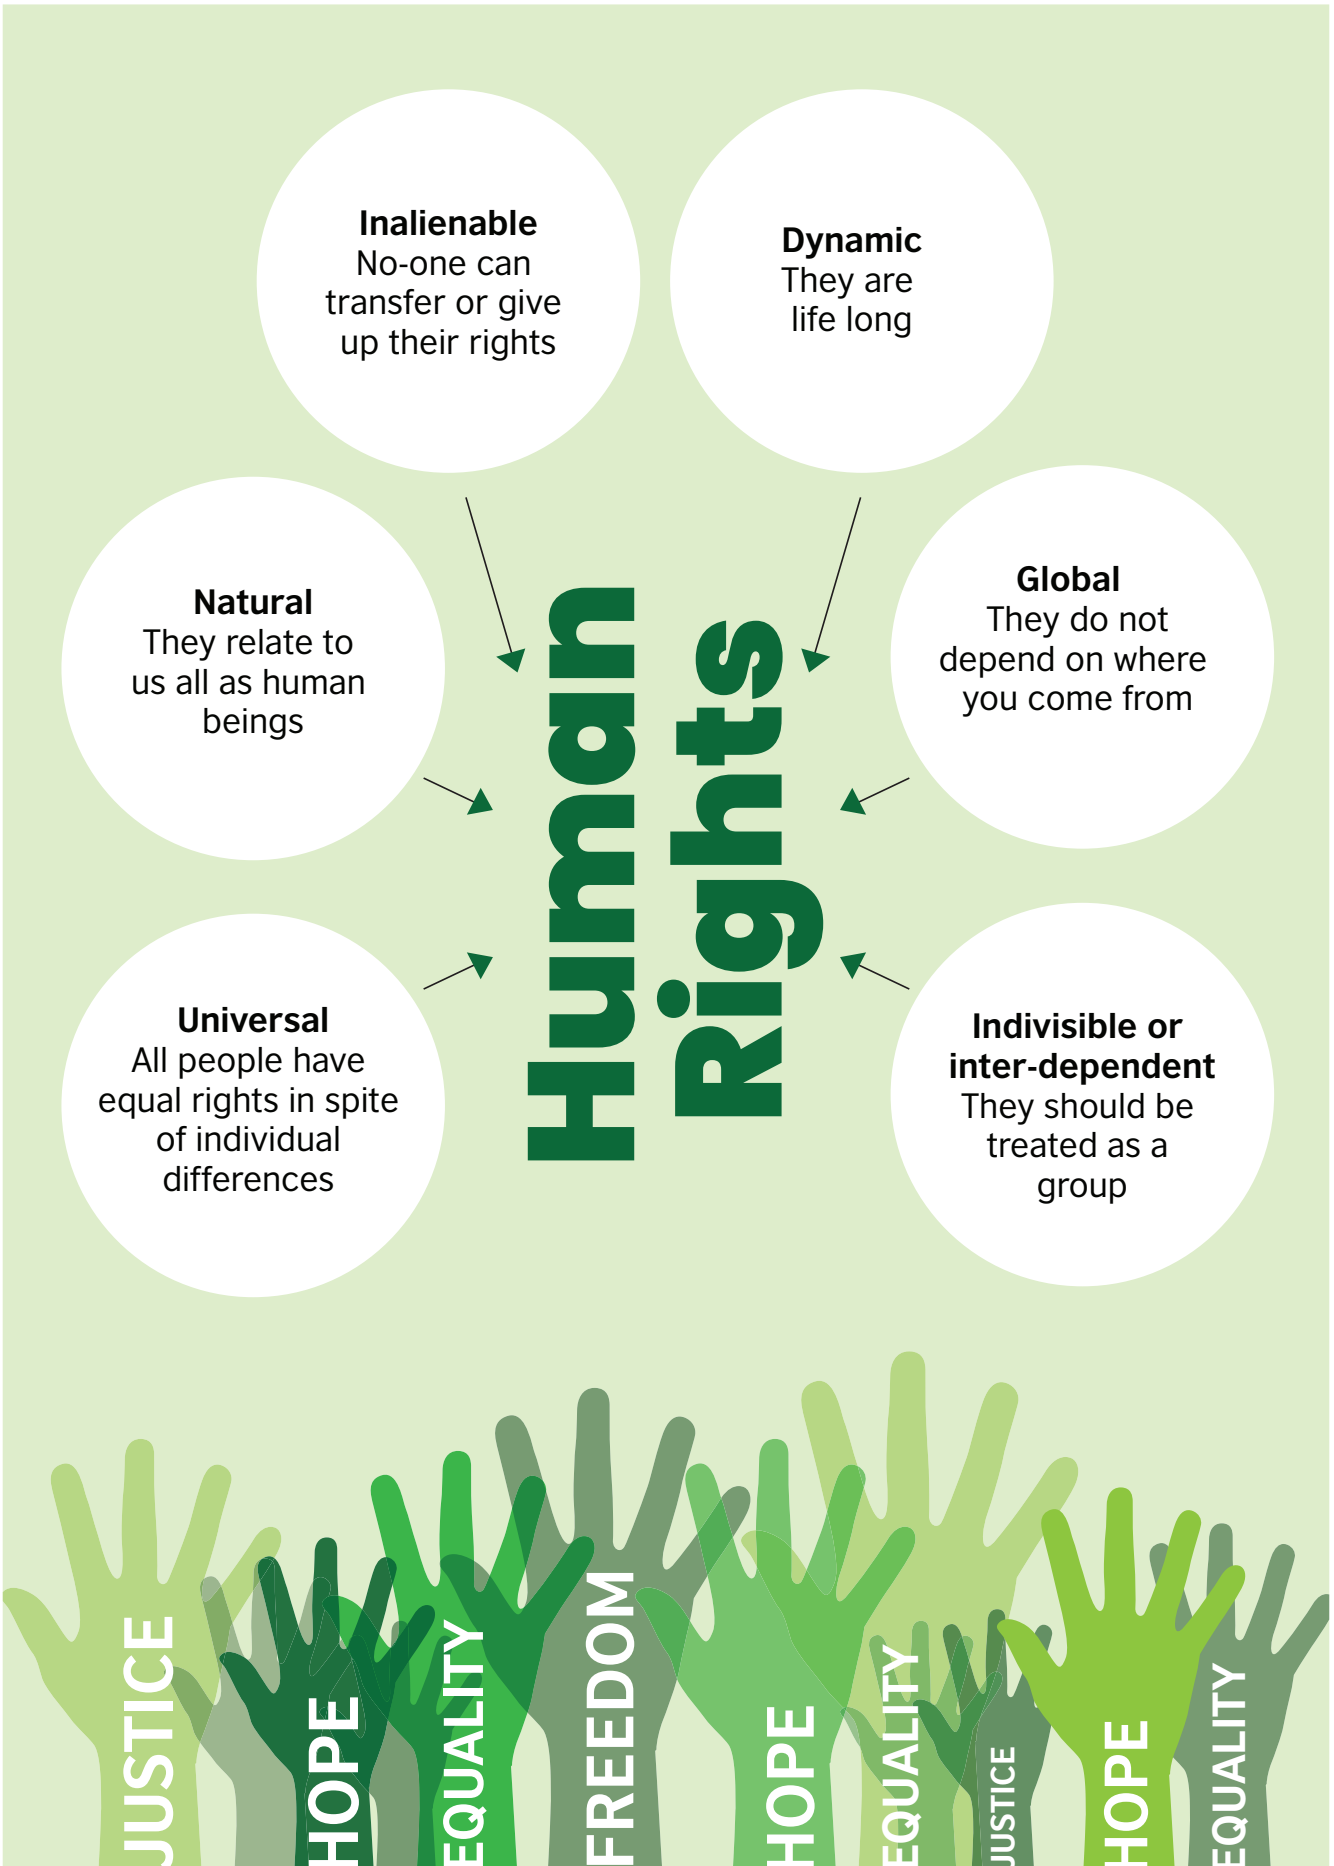 Inalienable
No-one can
transfer or give
up their rights
Dynamic
They are
life long
Natural
They relate to
us all as human
beings
Global
They do not
depend on where
you come from
Human
Rights
Universal
All people have
equal rights in spite
of individual
differences
Indivisible or
inter-dependent
They should be
treated as a
group
JUSTICE
HOPE
EQUALITY
FREEDOM
HOPE
EQUALITY
JUSTICE
HOPE
EQUALITY